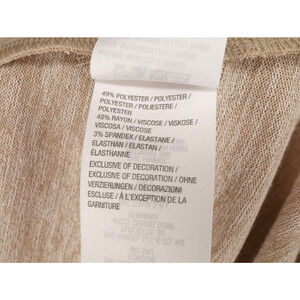 49% POLYESTER / POLYESTER /
POLYESTER / POLIESTERE /
POLYESTER
48% RAYON / VISCOSE / VISKOSE /
VISCOSA / VISCOSE
3% SPANDEX / ELASTANE /
ELASTHAN / ELASTAN /
ELASTHANNE
EXCLUSIVE OF DECORATION /
EXCLUSIVE OF DECORATION / OHNE
VERZIERUNGEN / DECORAZIONI
ESCLUSE / À L'EXCEPTION DE LA
GARNITURE